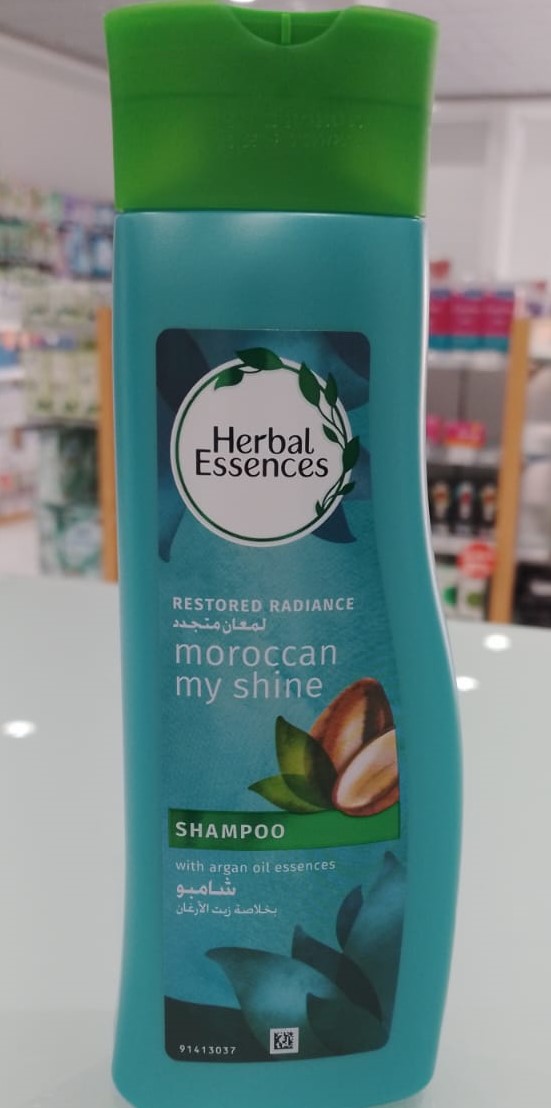 Herbal
Essences
RESTORED RADIANCE
لمعان متجدد
moroccan
my shine
SHAMPOO
with argan oil essences
شامبو
بخلاصة زيت الأرغان
91413037